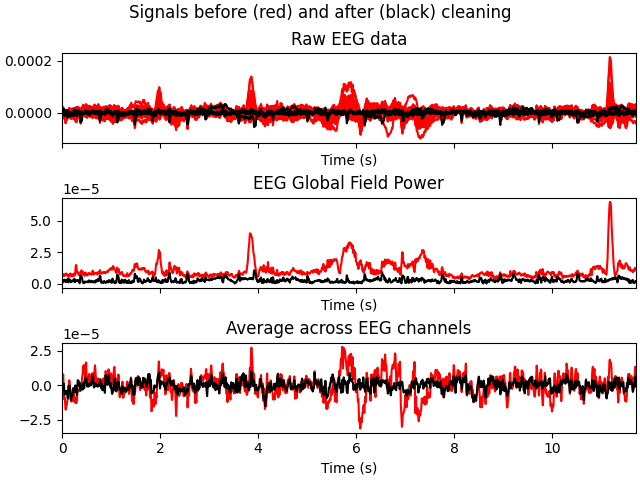 Signals before (red) and after (black) cleaning
Raw EEG data
0.0002
0.0000
Time (s)
EEG Global Field Power
1e−5
5.0
2.5
0.0
Time (s)
Average across EEG channels
1e−5
2.5
0.0
−2.5
0 2 4 6 8 10
Time (s)